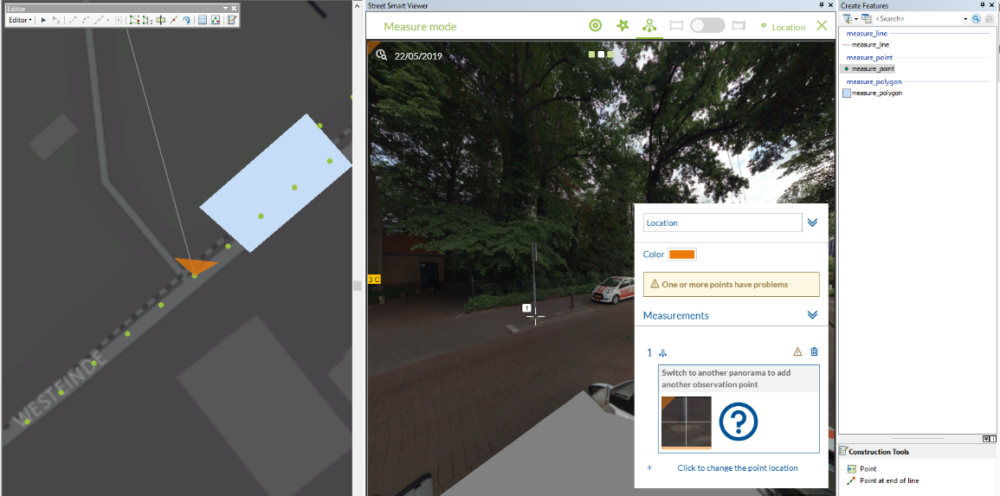 Editor
Editor
WESTEINDE
Street Smart Viewer
Measure mode
Location
22/05/2019
3 C
1
Location
Color
One or more points have problems
Measurements
1
Switch to another panorama to add
another observation point
?
+ Click to change the point location
Create Features
<Search>
measure_line
measure_line
measure_point
measure_point
measure_polygon
measure_polygon
Construction Tools
Point
Point at end of line